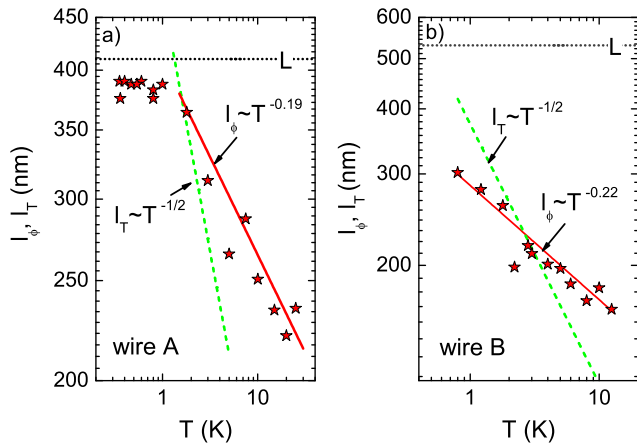 a)
L
l_ϕ~T^-0.19
l_T~T^-1/2
wire A
l_ϕ, l_T (nm)
450
400
350
300
250
200
1
10
T (K)
b)
L
l_T~T^-1/2
l_ϕ~T^-0.22
wire B
l_ϕ, l_T (nm)
500
400
300
200
1
10
T (K)